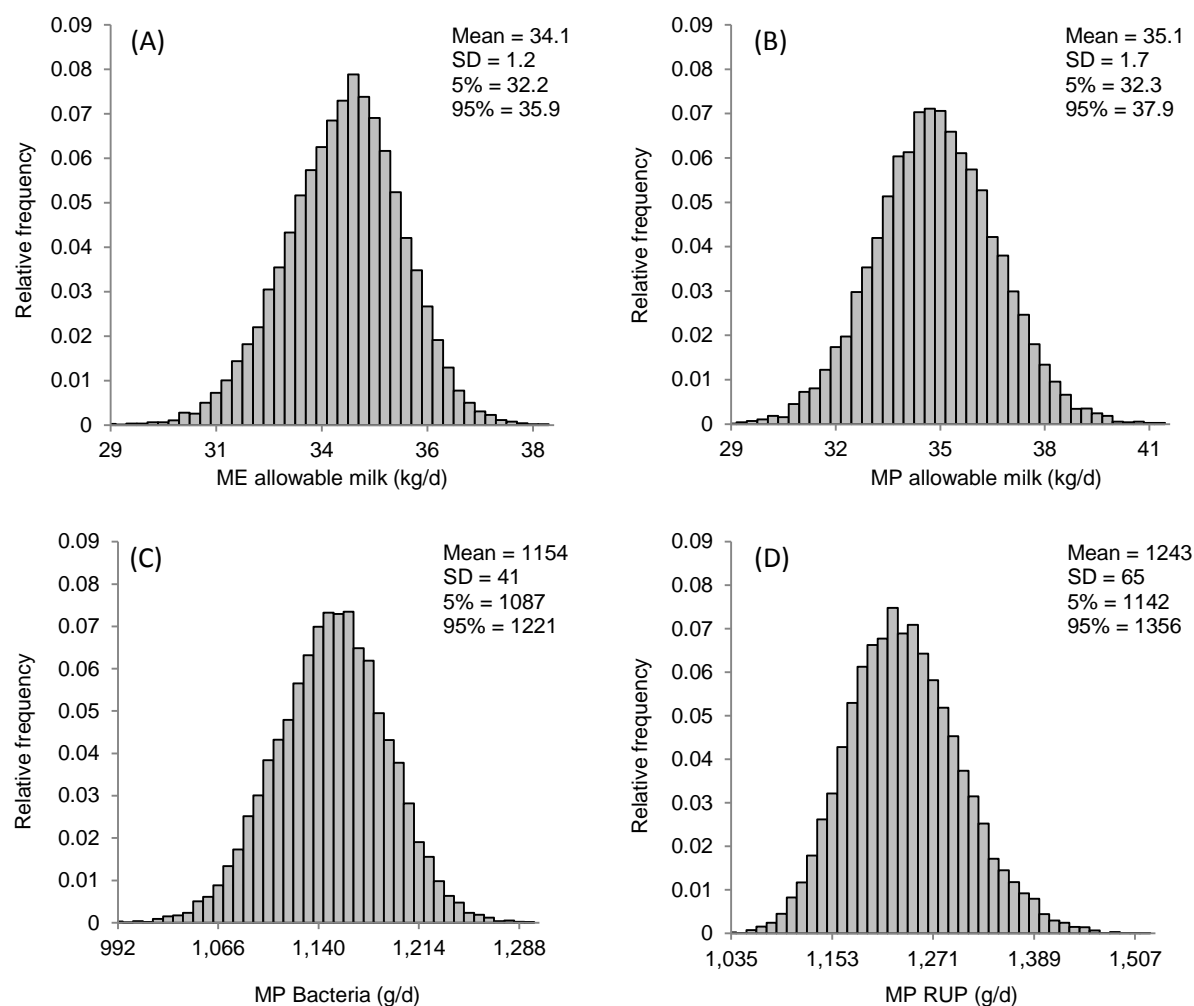 (A)
Mean = 34.1
SD = 1.2
5% = 32.2
95% = 35.9
0.09
0.08
0.07
0.06
0.05
0.04
0.03
0.02
0.01
0
Relative frequency
29 31 34 36 38
ME allowable milk (kg/d)
(B)
Mean = 35.1
SD = 1.7
5% = 32.3
95% = 37.9
0.09
0.08
0.07
0.06
0.05
0.04
0.03
0.02
0.01
0
Relative frequency
29 32 35 38 41
MP allowable milk (kg/d)
(C)
Mean = 1154
SD = 41
5% = 1087
95% = 1221
0.09
0.08
0.07
0.06
0.05
0.04
0.03
0.02
0.01
0
Relative frequency
992 1,066 1,140 1,214 1,288
MP Bacteria (g/d)
(D)
Mean = 1243
SD = 65
5% = 1142
95% = 1356
0.09
0.08
0.07
0.06
0.05
0.04
0.03
0.02
0.01
0
Relative frequency
1,035 1,153 1,271 1,389 1,507
MP RUP (g/d)